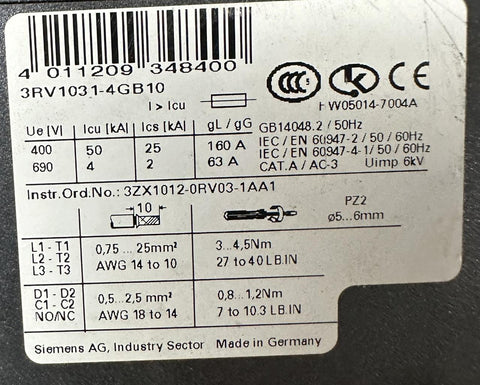 4 011209 348400
3RV1031-4GB10
I > Icu
CCC
LK
CE
HW05014-7004A
Ue [V] Icu [kA] Ics [kA] gL / gG
400 50 25 160 A
690 4 2 63 A
GB14048.2 / 50Hz
IEC / EN 60947-2 / 50 / 60Hz
IEC / EN 60947-4-1/ 50/ 60Hz
CAT. A / AC-3 Uimp 6kV
Instr.Ord.No.: 3ZX1012-0RV03-1AA1
10
PZ2
ø5...6mm
L1 - T1
L2 - T2
L3 - T3
0,75 ... 25mm²
AWG 14 to 10
3...4,5Nm
27 to 40 LB.IN
D1 - D2
C1 - C2
NO/NC
0,5...2,5 mm²
AWG 18 to 14
0,8...1,2Nm
7 to 10.3 LB.IN
Siemens AG, Industry Sector Made in Germany